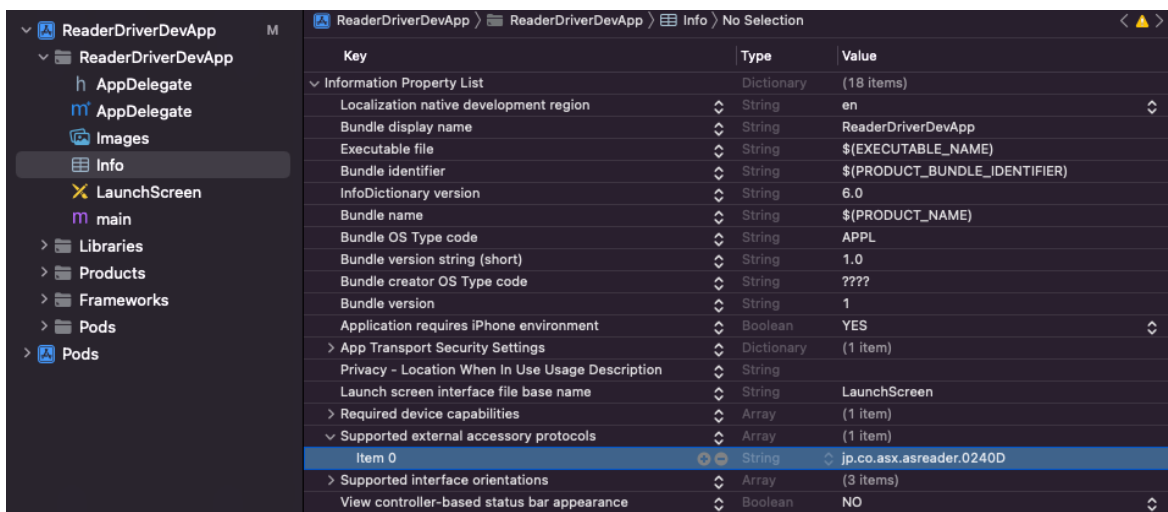 ReaderDriverDevApp M
ReaderDriverDevApp
h AppDelegate
m AppDelegate
Images
Info
LaunchScreen
m main
Libraries
Products
Frameworks
Pods
Pods
ReaderDriverDevApp ReaderDriverDevApp Info No Selection
Key Type Value
Information Property List Dictionary (18 items)
Localization native development region String en
Bundle display name String ReaderDriverDevApp
Executable file String $(EXECUTABLE_NAME)
Bundle identifier String $(PRODUCT_BUNDLE_IDENTIFIER)
InfoDictionary version String 6.0
Bundle name String $(PRODUCT_NAME)
Bundle OS Type code String APPL
Bundle version string (short) String 1.0
Bundle creator OS Type code String ????
Bundle version String 1
Application requires iPhone environment Boolean YES
App Transport Security Settings Dictionary (1 item)
Privacy - Location When In Use Usage Description String
Launch screen interface file base name String LaunchScreen
Required device capabilities Array (1 item)
Supported external accessory protocols Array (1 item)
Item 0 String jp.co.asx.asreader.0240D
Supported interface orientations Array (3 items)
View controller-based status bar appearance Boolean NO